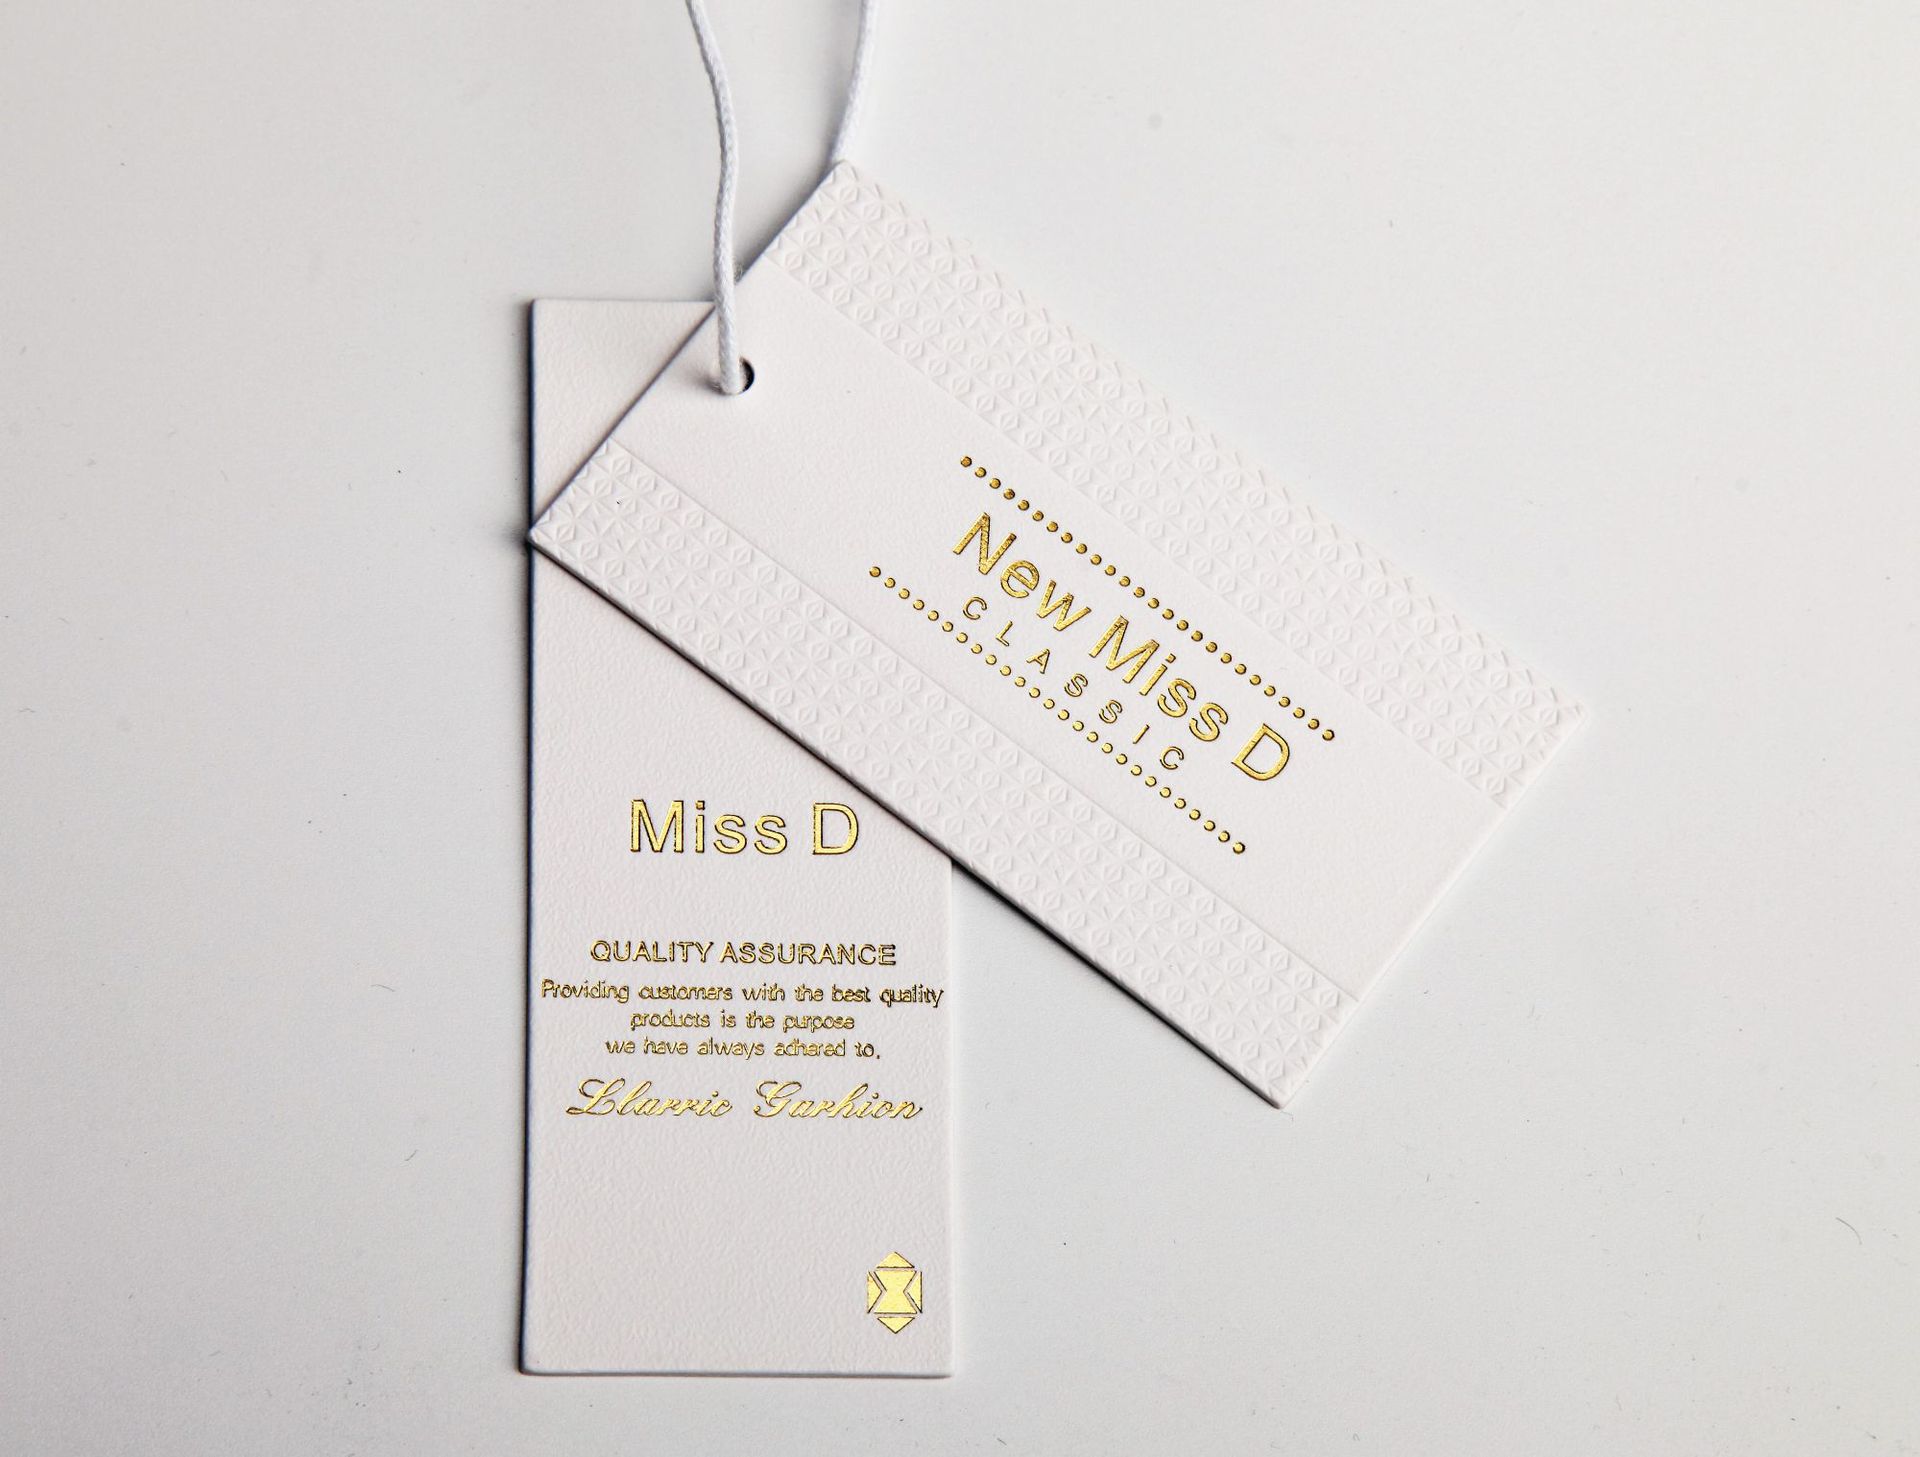 New Miss D
CLASSIC
Miss D
QUALITY ASSURANCE
Providing customers with the best quality
products is the purpose
we have always adhered to.
Llarric Garhion